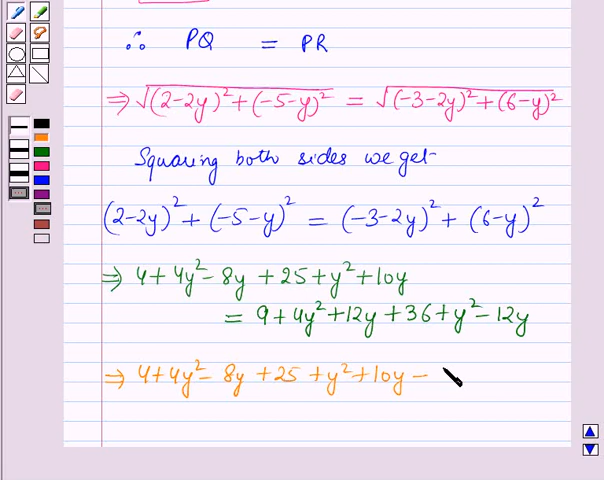 ∴ PQ = PR
⇒ √(2-2y)² + (-5-y)² = √(-3-2y)² + (6-y)²
Squaring both sides we get
(2-2y)² + (-5-y)² = (-3-2y)² + (6-y)²
⇒ 4 + 4y² - 8y + 25 + y² + 10y
= 9 + 4y² + 12y + 36 + y² - 12y
⇒ 4 + 4y² - 8y + 25 + y² + 10y -